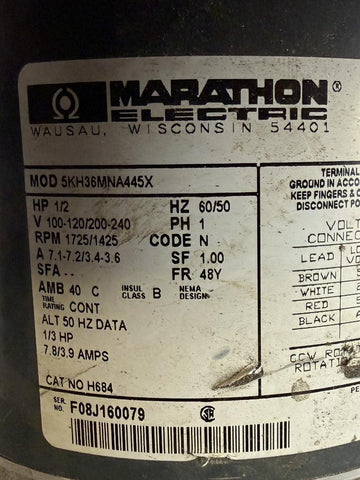 MARATHON®
ELECTRIC
WAUSAU, WISCONSIN 54401
MOD 5KH36MNA445X
HP 1/2 HZ 60/50
V 100-120/200-240 PH 1
RPM 1725/1425 CODE N
A 7.1-7.2/3.4-3.6 SF 1.00
SFA .. FR 48Y
AMB 40 C INSUL CLASS B NEMA DESIGN
TIME RATING CONT
ALT 50 HZ DATA
1/3 HP
7.8/3.9 AMPS
CAT NO H684
SER. NO. F08J160079
TERMINAL
GROUND IN ACCO
KEEP FINGERS &
DISCONNECT PO
VOLT
CONNEC
LEAD
BROWN
WHITE
RED
BLACK
CCW ROTA
ROTATI
PE